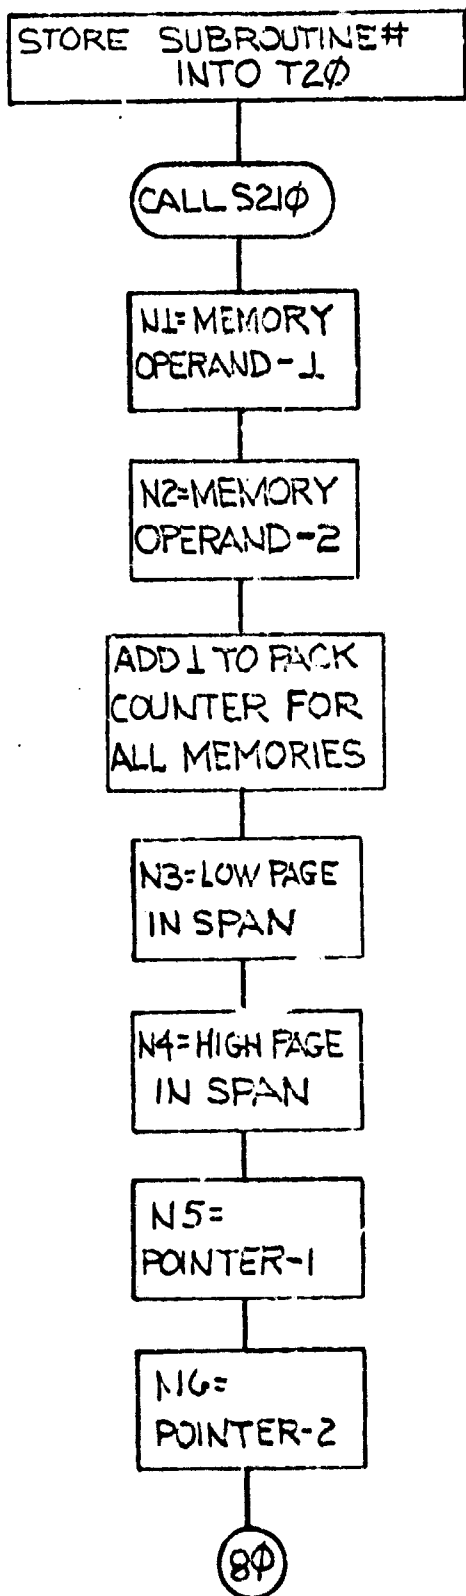 STORE SUBROUTINE#
INTO T2Ø
CALL S21Ø
N1=MEMORY
OPERAND-1
N2=MEMORY
OPERAND-2
ADD 1 TO PACK
COUNTER FOR
ALL MEMORIES
N3=LOW PAGE
IN SPAN
N4=HIGH PAGE
IN SPAN
N5=
POINTER-1
N6=
POINTER-2
8Ø